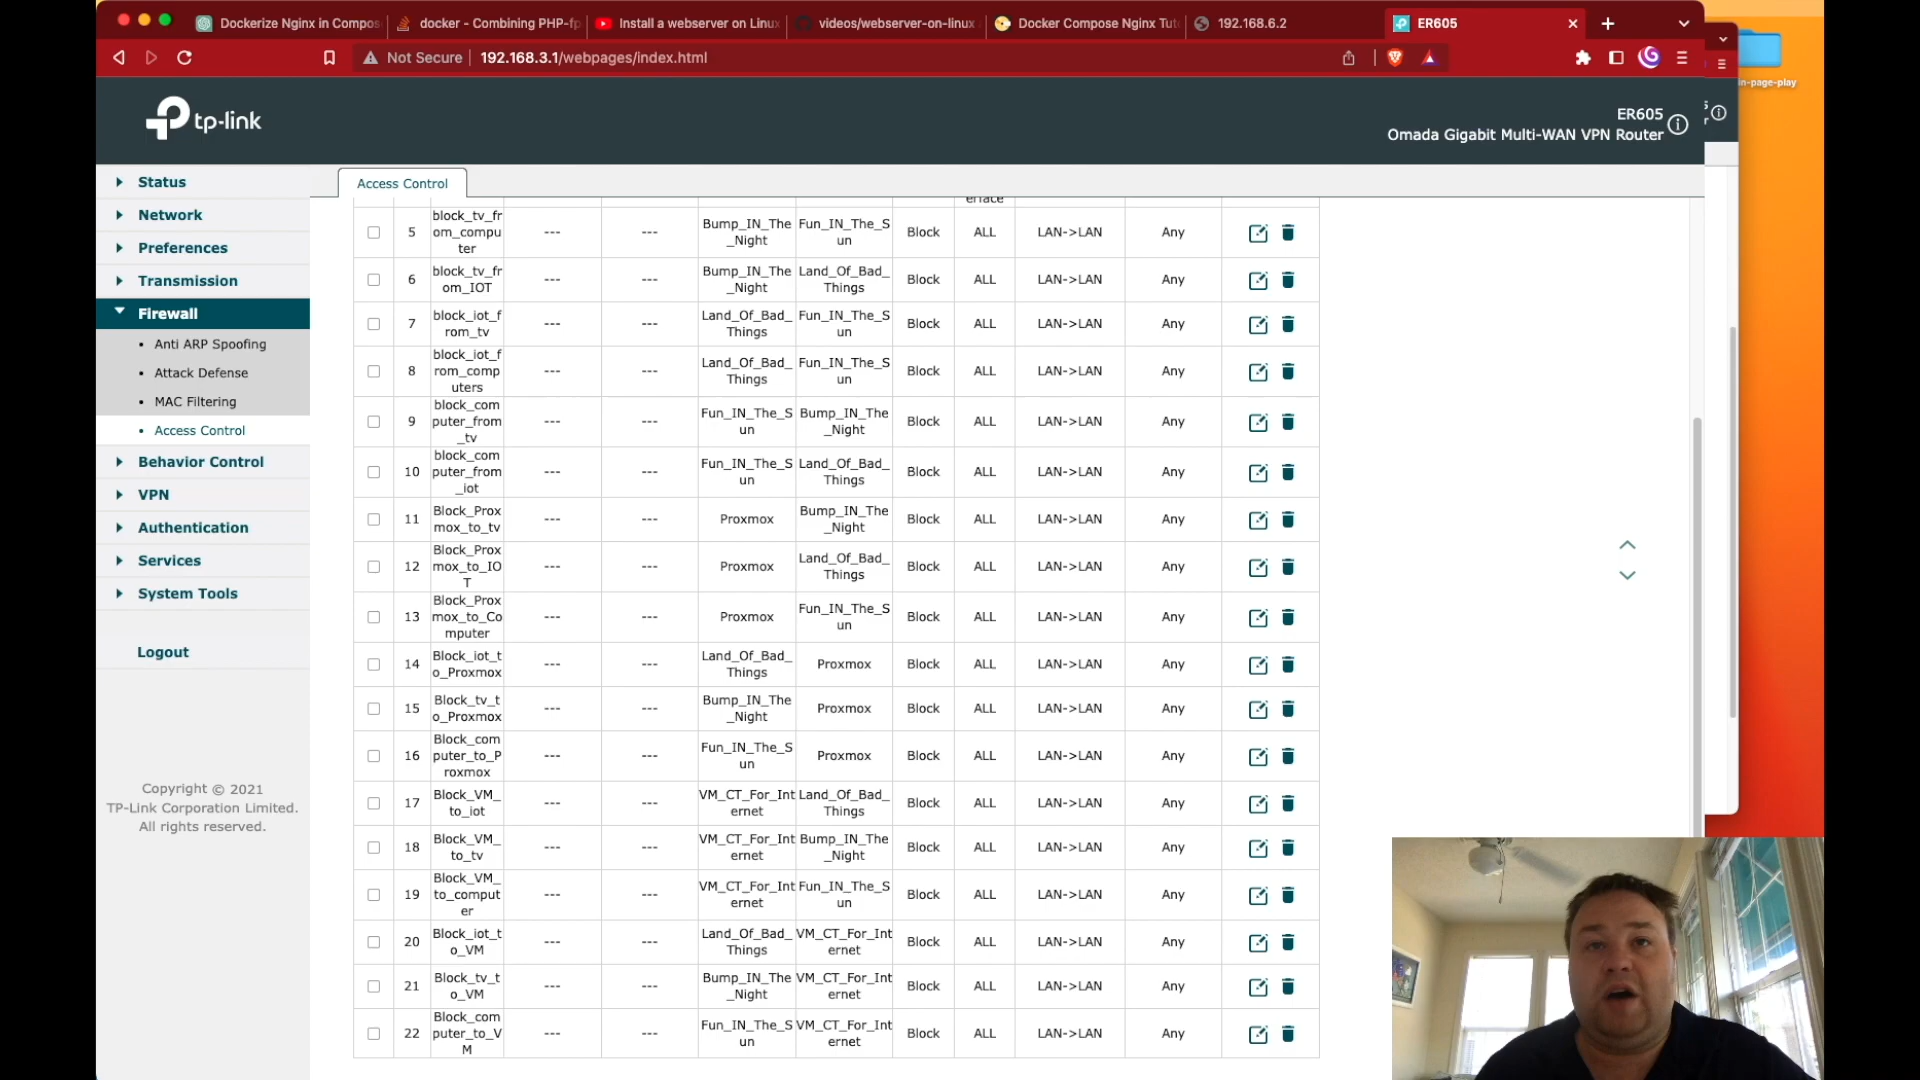 Dockerize Nginx in Compos
docker - Combining PHP-fp
Install a webserver on Linux
videos/webserver-on-linux
Docker Compose Nginx Tut
192.168.6.2
ER605
Not Secure
192.168.3.1/webpages/index.html
n-page-play
tp-link
ER605
Omada Gigabit Multi-WAN VPN Router
Status
Network
Preferences
Transmission
Firewall
Anti ARP Spoofing
Attack Defense
MAC Filtering
Access Control
Behavior Control
VPN
Authentication
Services
System Tools
Logout
Copyright © 2021
TP-Link Corporation Limited.
All rights reserved.
Access Control
erface
5 block_tv_from_computer --- --- Bump_IN_The_Night Fun_IN_The_Sun Block ALL LAN->LAN Any
6 block_tv_from_IOT --- --- Bump_IN_The_Night Land_Of_Bad_Things Block ALL LAN->LAN Any
7 block_iot_from_tv --- --- Land_Of_Bad_Things Fun_IN_The_Sun Block ALL LAN->LAN Any
8 block_iot_from_computers --- --- Land_Of_Bad_Things Fun_IN_The_Sun Block ALL LAN->LAN Any
9 block_computer_from_tv --- --- Fun_IN_The_Sun Bump_IN_The_Night Block ALL LAN->LAN Any
10 block_computer_from_iot --- --- Fun_IN_The_Sun Land_Of_Bad_Things Block ALL LAN->LAN Any
11 Block_Proxmox_to_tv --- --- Proxmox Bump_IN_The_Night Block ALL LAN->LAN Any
12 Block_Proxmox_to_IOT --- --- Proxmox Land_Of_Bad_Things Block ALL LAN->LAN Any
13 Block_Proxmox_to_Computer --- --- Proxmox Fun_IN_The_Sun Block ALL LAN->LAN Any
14 Block_iot_to_Proxmox --- --- Land_Of_Bad_Things Proxmox Block ALL LAN->LAN Any
15 Block_tv_to_Proxmox --- --- Bump_IN_The_Night Proxmox Block ALL LAN->LAN Any
16 Block_computer_to_Proxmox --- --- Fun_IN_The_Sun Proxmox Block ALL LAN->LAN Any
17 Block_VM_to_iot --- --- VM_CT_For_Internet Land_Of_Bad_Things Block ALL LAN->LAN Any
18 Block_VM_to_tv --- --- VM_CT_For_Internet Bump_IN_The_Night Block ALL LAN->LAN Any
19 Block_VM_to_computer --- --- VM_CT_For_Internet Fun_IN_The_Sun Block ALL LAN->LAN Any
20 Block_iot_to_VM --- --- Land_Of_Bad_Things VM_CT_For_Internet Block ALL LAN->LAN Any
21 Block_tv_to_VM --- --- Bump_IN_The_Night VM_CT_For_Internet Block ALL LAN->LAN Any
22 Block_computer_to_VM --- --- Fun_IN_The_Sun VM_CT_For_Internet Block ALL LAN->LAN Any